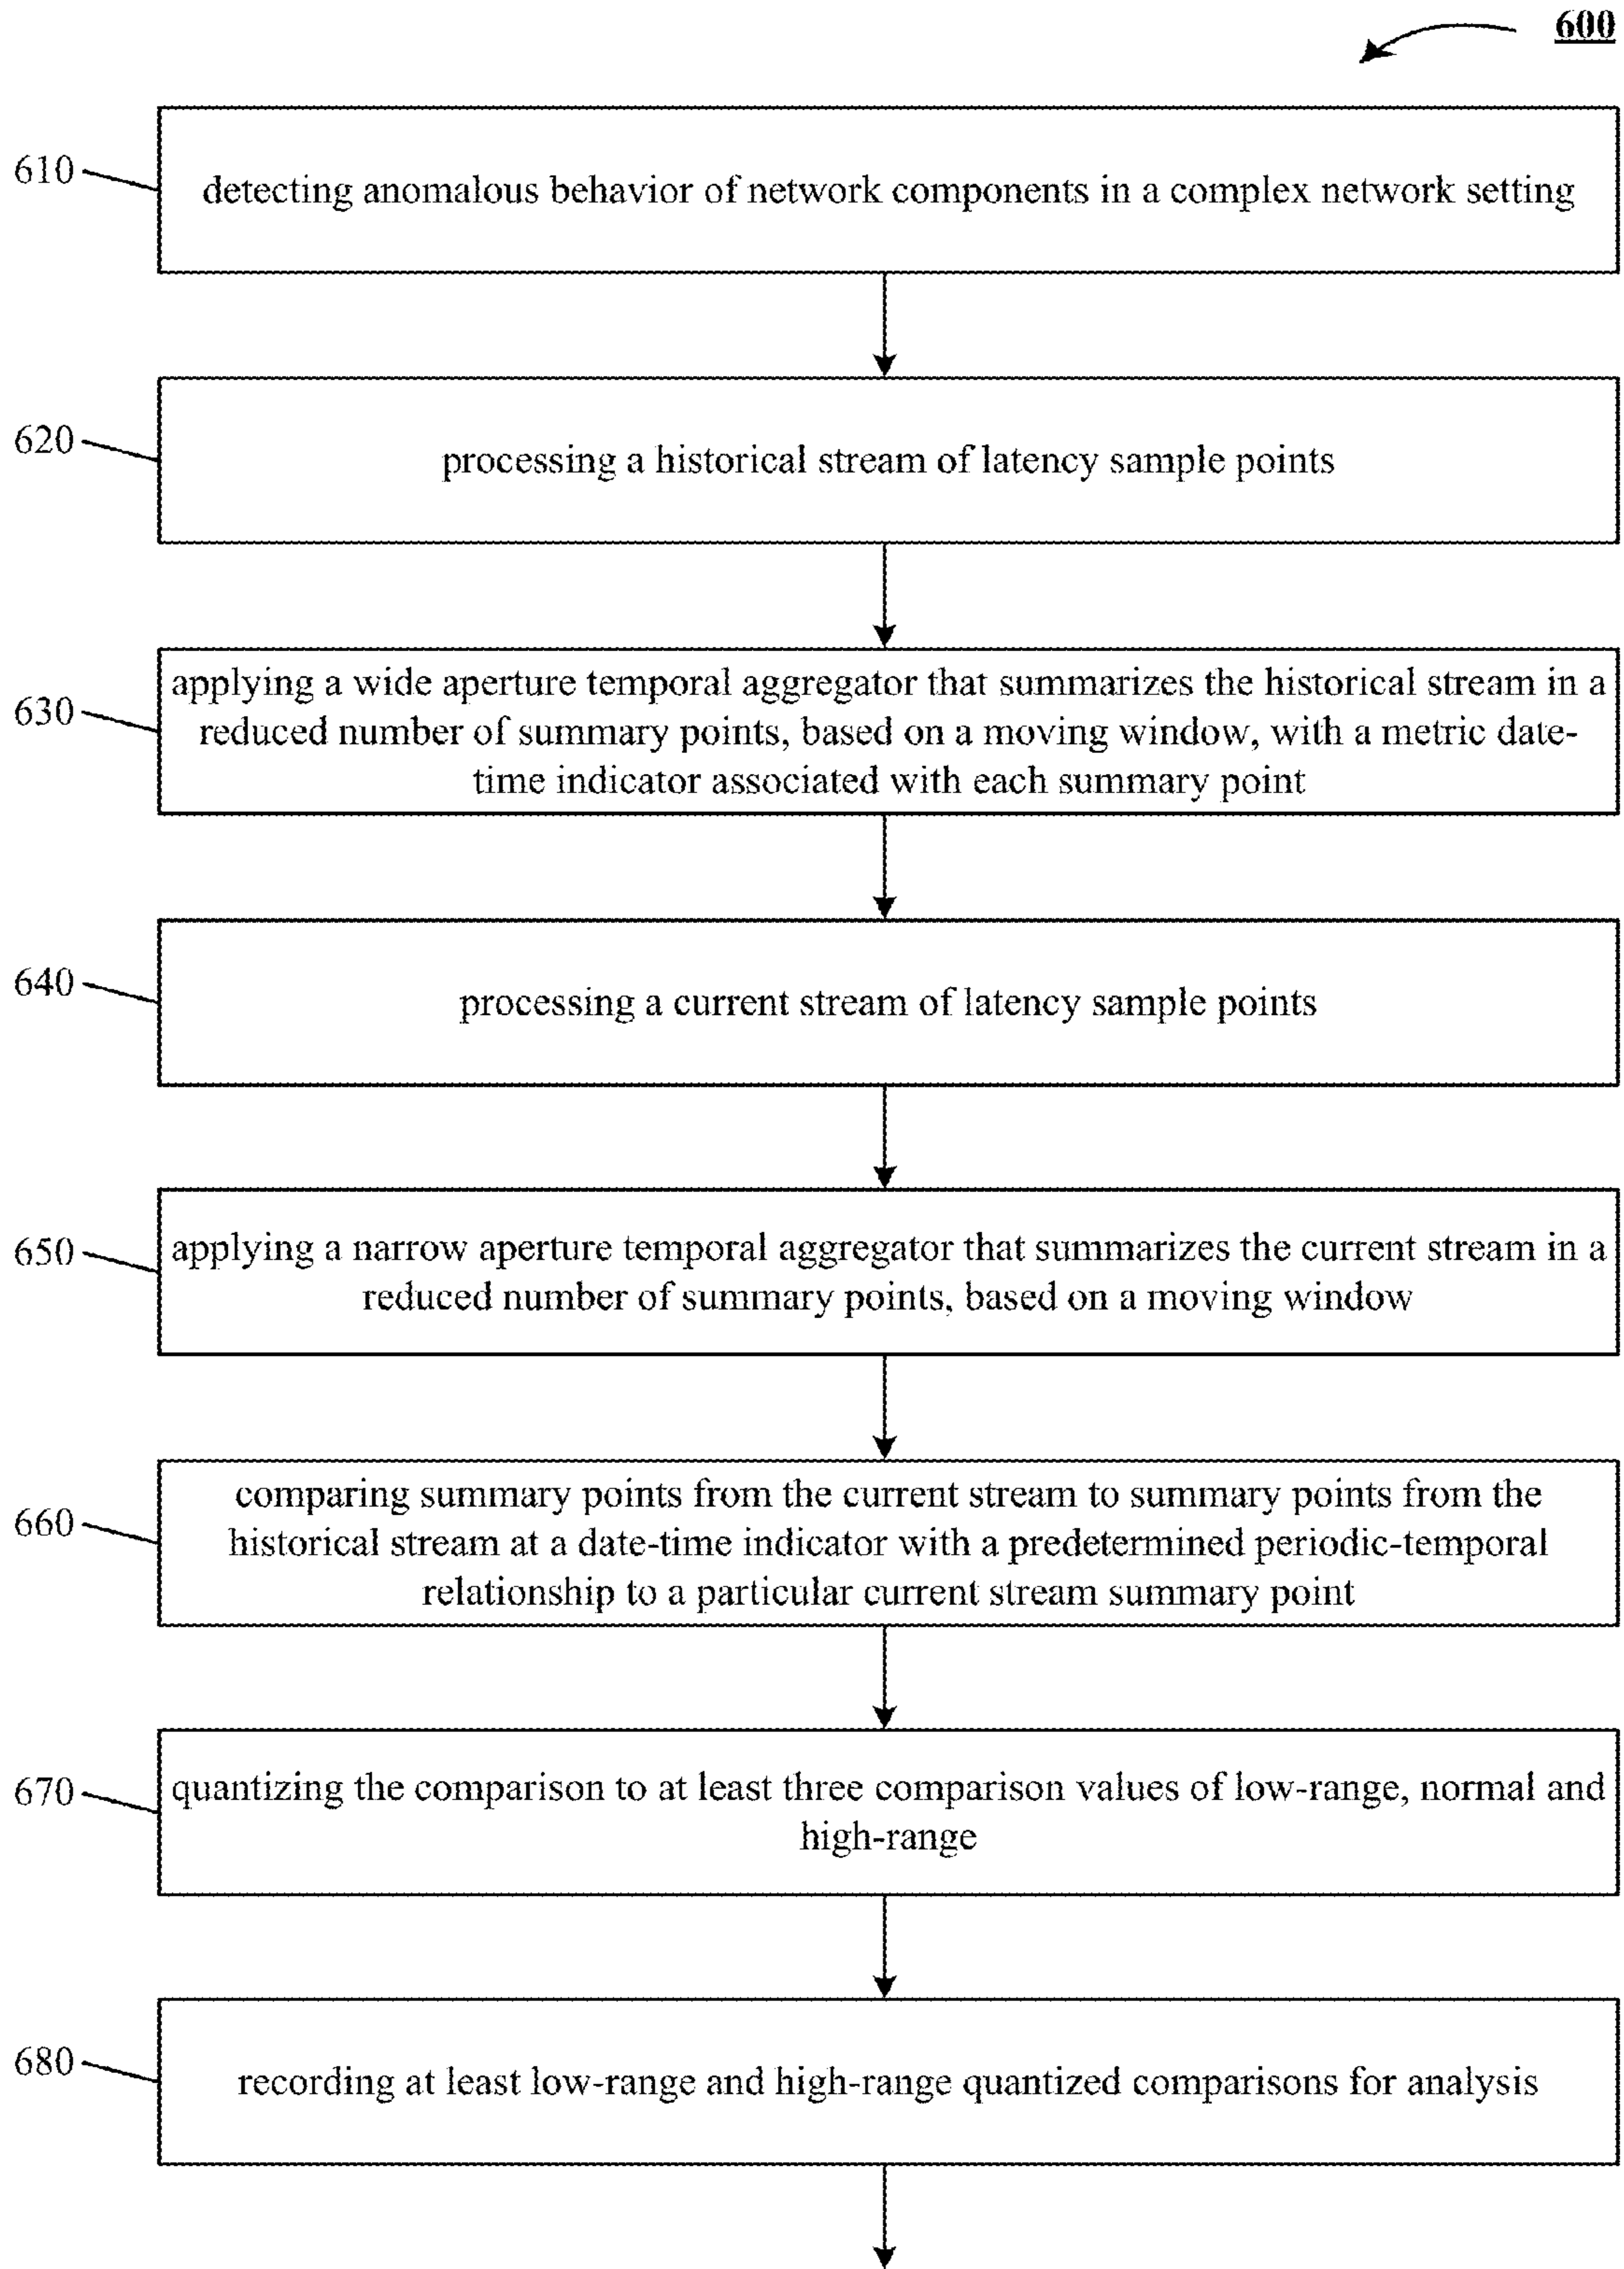 600
610
detecting anomalous behavior of network components in a complex network setting
620
processing a historical stream of latency sample points
630
applying a wide aperture temporal aggregator that summarizes the historical stream in a
reduced number of summary points, based on a moving window, with a metric date-
time indicator associated with each summary point
640
processing a current stream of latency sample points
650
applying a narrow aperture temporal aggregator that summarizes the current stream in a
reduced number of summary points, based on a moving window
660
comparing summary points from the current stream to summary points from the
historical stream at a date-time indicator with a predetermined periodic-temporal
relationship to a particular current stream summary point
670
quantizing the comparison to at least three comparison values of low-range, normal and
high-range
680
recording at least low-range and high-range quantized comparisons for analysis